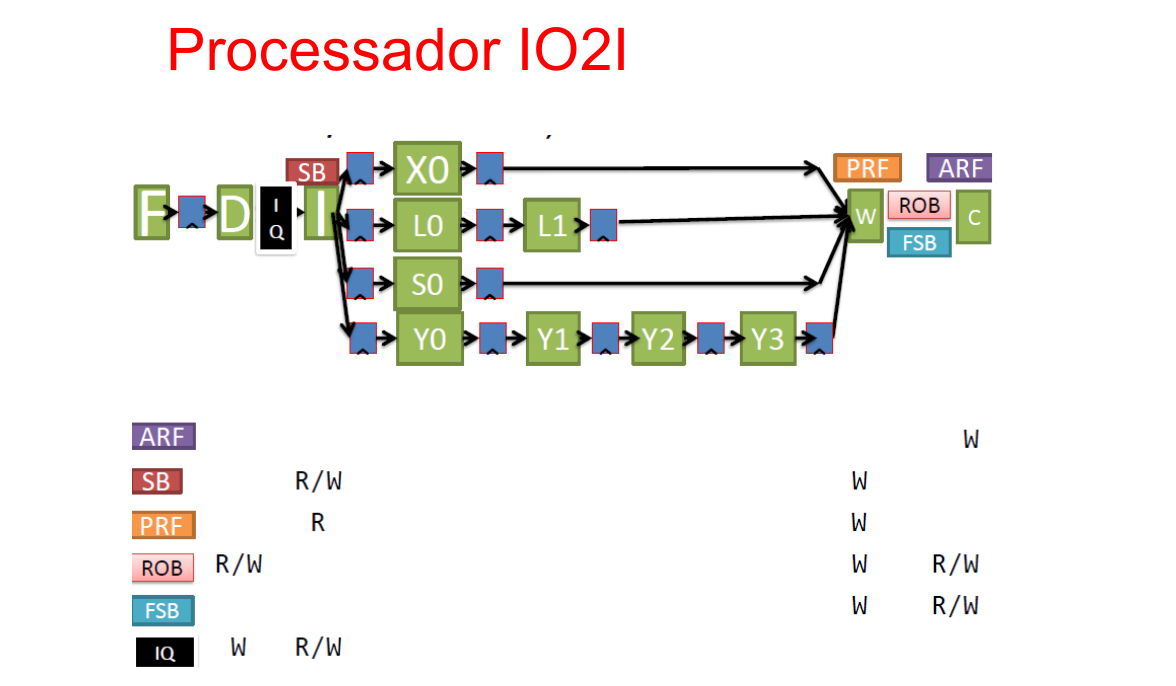 Processador IO2I
SB X0 PRF ARF
F D I Q I L0 L1 W ROB C
S0 FSB
Y0 Y1 Y2 Y3
ARF W
SB R/W W
PRF R W
ROB R/W W R/W
FSB W R/W
IQ W R/W